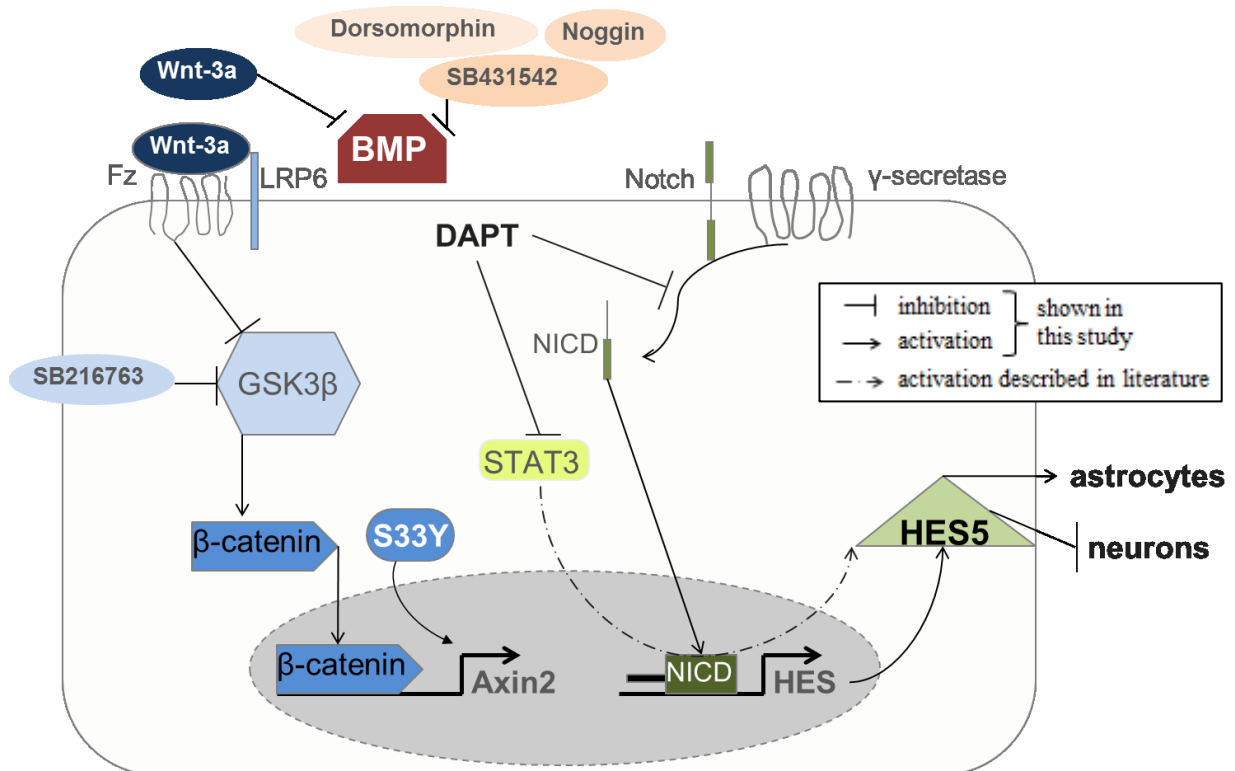 Dorsomorphin
Noggin
Wnt-3a
SB431542
Wnt-3a
BMP
Fz
LRP6
Notch
γ-secretase
DAPT
inhibition
activation
shown in
this study
activation described in literature
NICD
SB216763
GSK3β
STAT3
astrocytes
HES5
neurons
β-catenin
S33Y
β-catenin
Axin2
NICD
HES